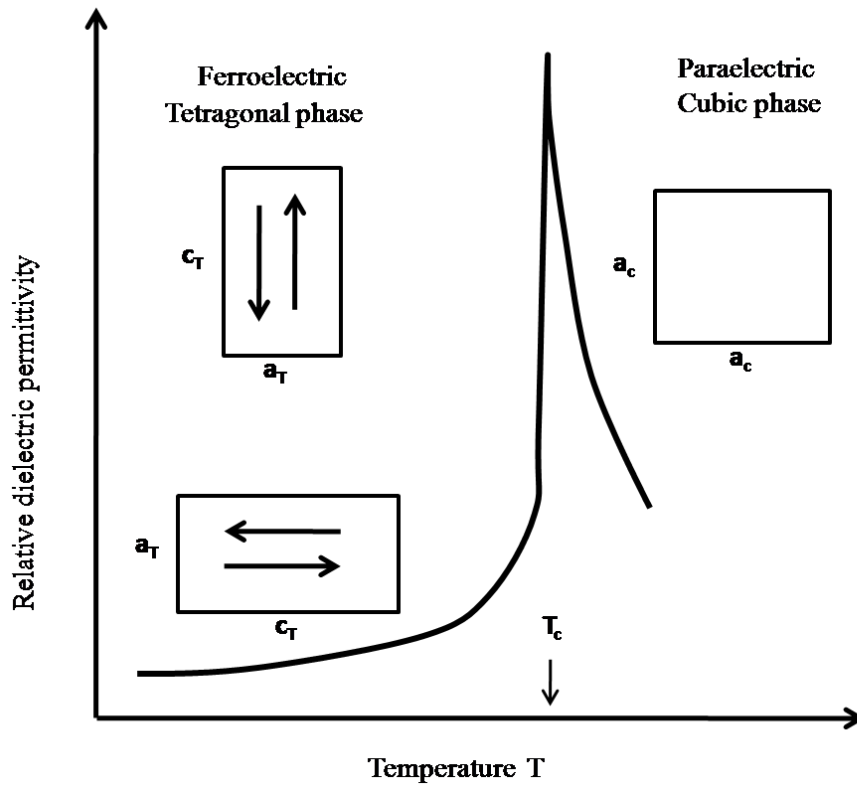 Ferroelectric
Tetragonal phase
Paraelectric
Cubic phase
c_T
a_T
a_c
a_c
a_T
c_T
T_c
Relative dielectric permittivity
Temperature T